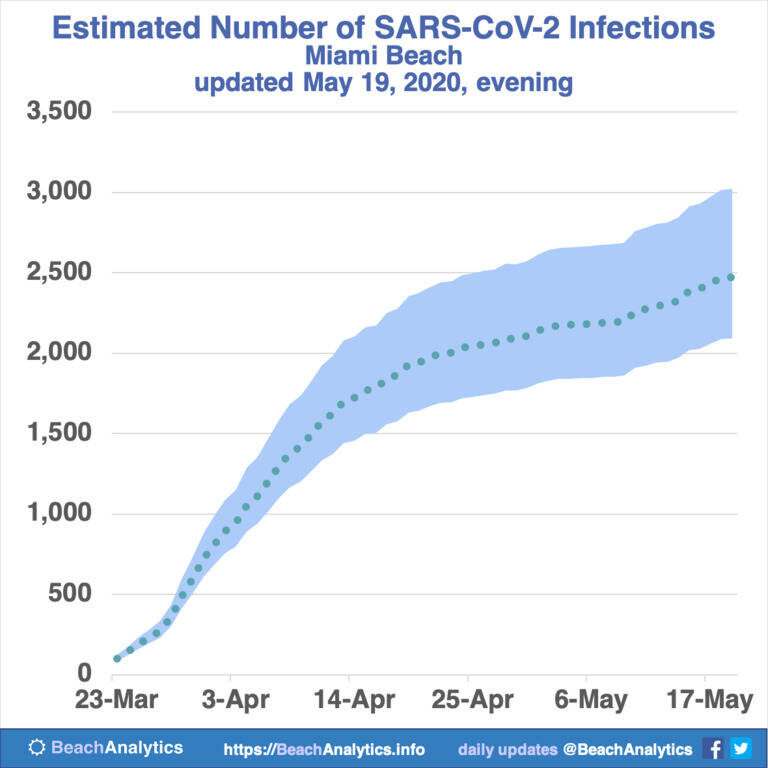 Estimated Number of SARS-CoV-2 Infections
Miami Beach
updated May 19, 2020, evening
3,500
3,000
2,500
2,000
1,500
1,000
500
0
23-Mar 3-Apr 14-Apr 25-Apr 6-May 17-May
BeachAnalytics https://BeachAnalytics.info daily updates @BeachAnalytics